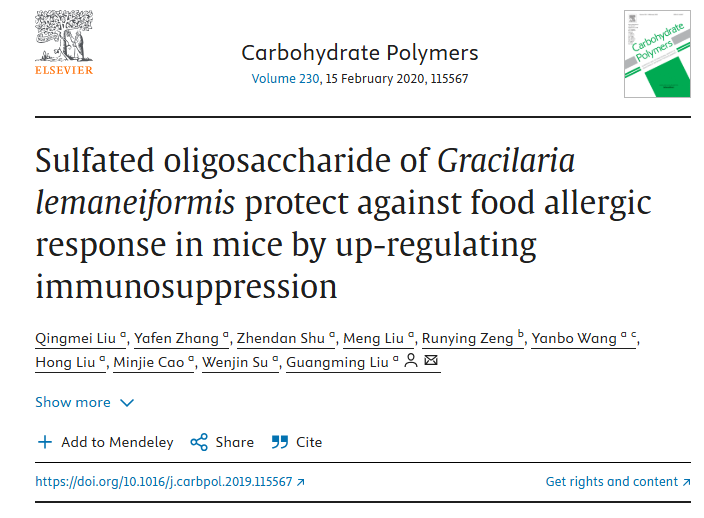 ELSEVIER
Carbohydrate Polymers
Volume 230, 15 February 2020, 115567
Carbohydrate
Polymers
Sulfated oligosaccharide of Gracilaria
lemaneiformis protect against food allergic
response in mice by up-regulating
immunosuppression
Qingmei Liu a, Yafen Zhang a, Zhendan Shu a, Meng Liu a, Runying Zeng b, Yanbo Wang a c,
Hong Liu a, Minjie Cao a, Wenjin Su a, Guangming Liu a
Show more
Add to Mendeley Share Cite
https://doi.org/10.1016/j.carbpol.2019.115567 ↗ Get rights and content ↗